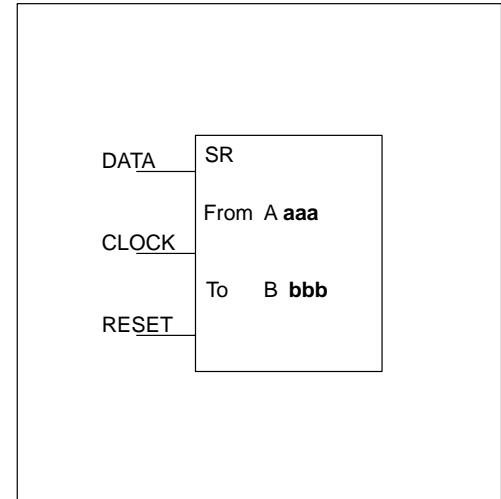 DATA
SR
From A aaa
CLOCK
To B bbb
RESET